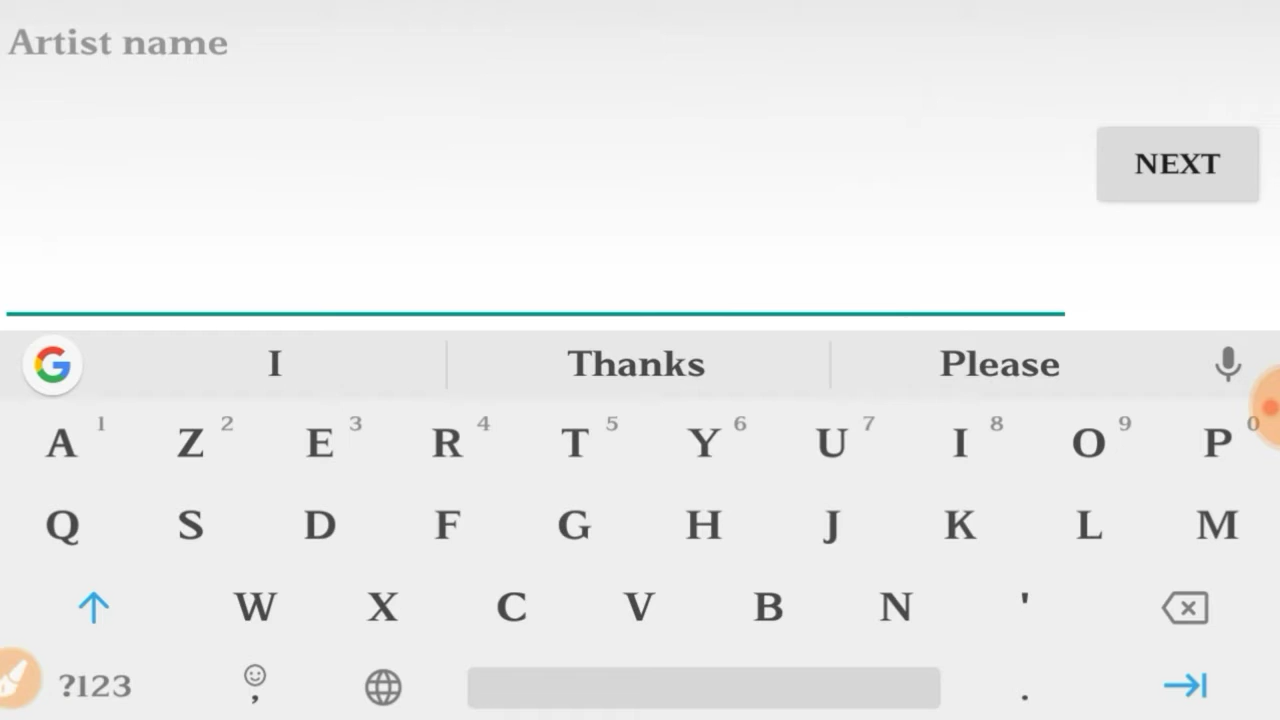 Artist name
NEXT
I Thanks Please
A 1 Z 2 E 3 R 4 T 5 Y 6 U 7 I 8 O 9 P 0
Q S D F G H J K L M
W X C V B N '
?123 , .